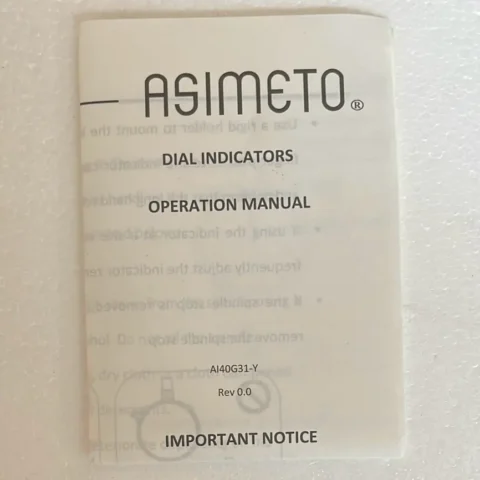 ASIMETO®
DIAL INDICATORS
OPERATION MANUAL
AI40G31-Y
Rev 0.0
IMPORTANT NOTICE